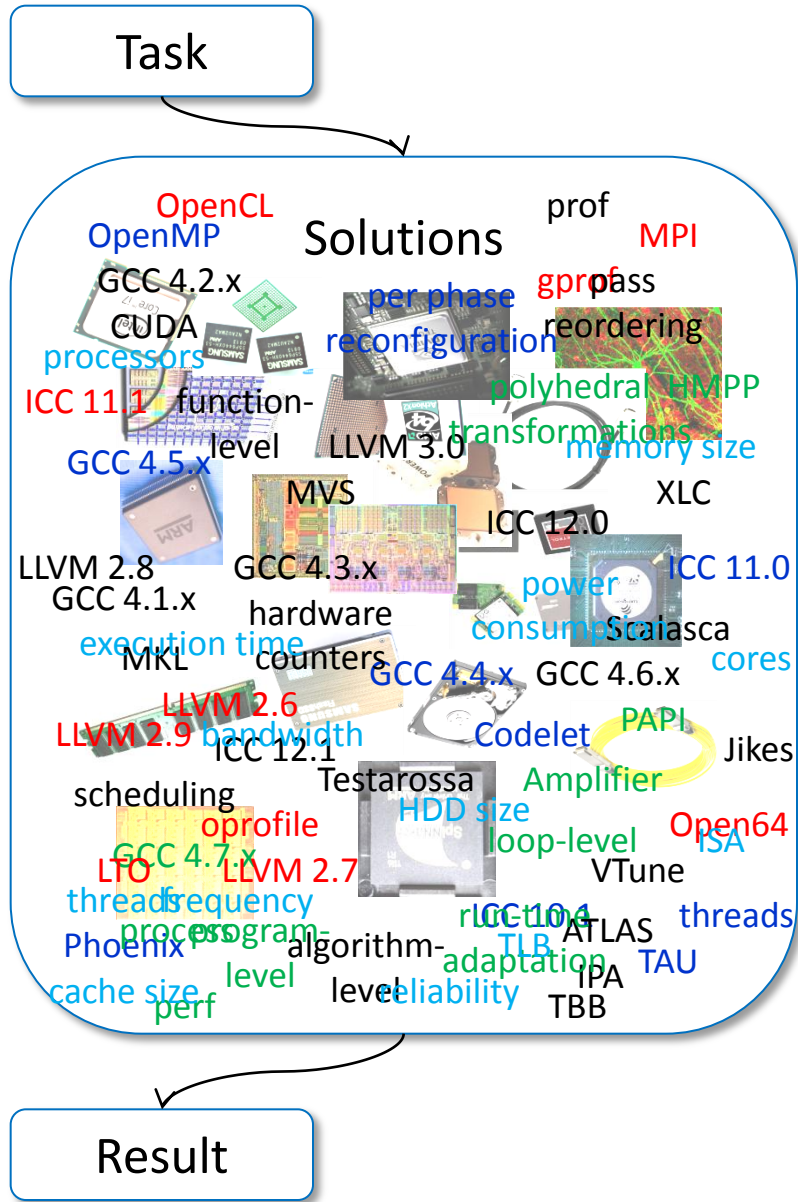 Task
OpenCL
prof
OpenMP
Solutions
MPI
GCC 4.2.x
per phase
reconfiguration
gprof
pass
reordering
CUDA
processors
polyhedral
transformations
HMPP
ICC 11.1
function-
level
LLVM 3.0
memory size
GCC 4.5.x
MVS
XLC
ARM
ICC 12.0
LLVM 2.8
GCC 4.3.x
ICC 11.0
GCC 4.1.x
power
consumption
hardware
counters
Scalasca
execution time
MKL
cores
GCC 4.4.x
GCC 4.6.x
LLVM 2.6
PAPI
LLVM 2.9
bandwidth
ICC 12.1
Codelet
Jikes
Testarossa
Amplifier
scheduling
HDD size
oprofile
loop-level
Open64
ISA
GCC 4.7.x
LTO
LLVM 2.7
VTune
threads
frequency
ICC 10.1
run-time
adaptation
ATLAS
threads
process
program-
level
Phoenix
algorithm-
level
TLB
TAU
IPA
cache size
reliability
perf
TBB
Result